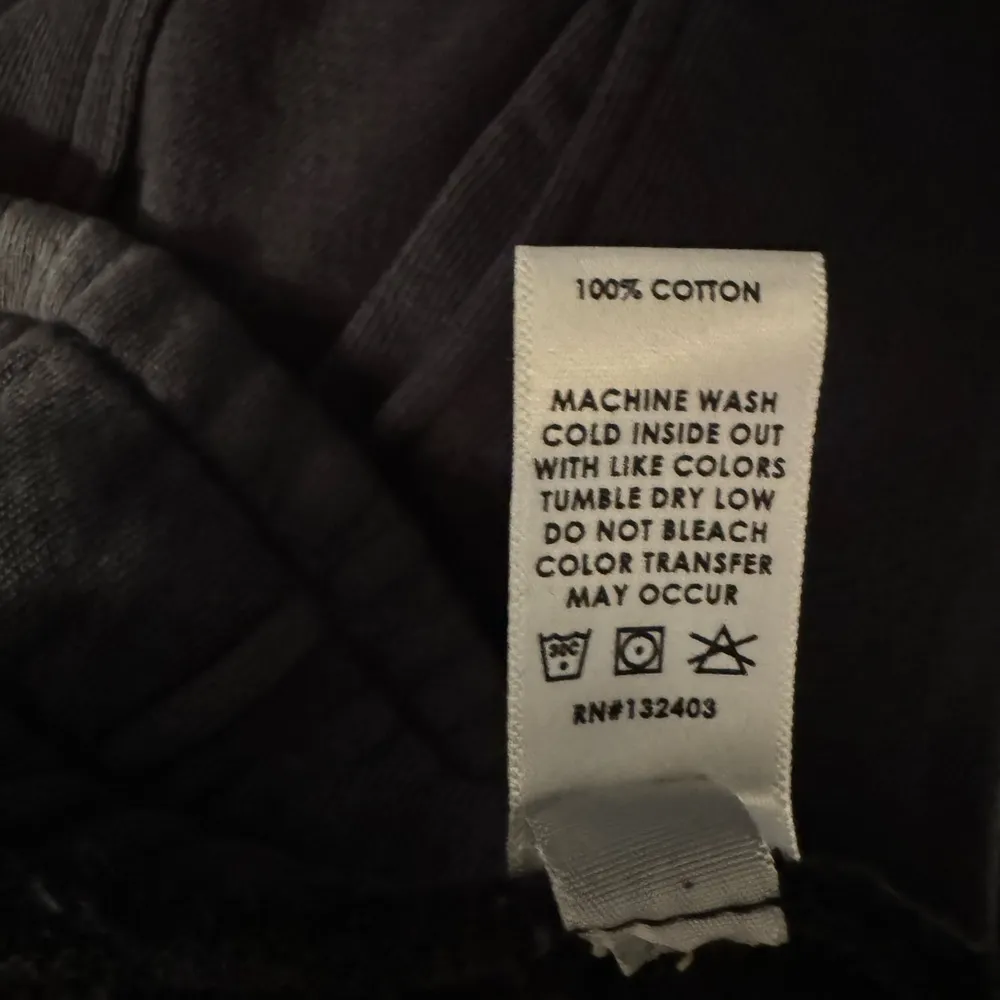 100% COTTON
MACHINE WASH
COLD INSIDE OUT
WITH LIKE COLORS
TUMBLE DRY LOW
DO NOT BLEACH
COLOR TRANSFER
MAY OCCUR
30C
RN#132403